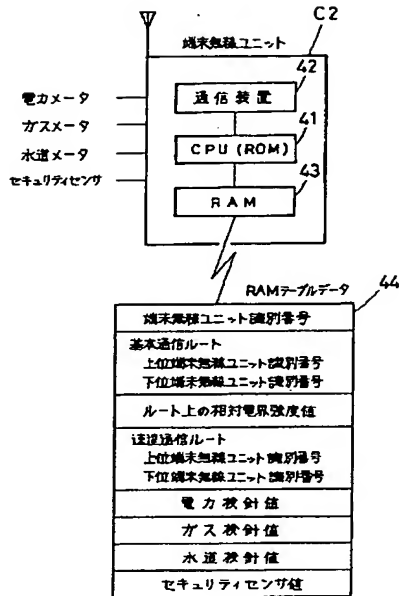 C2
端末無線ユニット
42
電力メータ
通信装置
ガスメータ
41
水道メータ
CPU(ROM)
43
セキュリティセンサ
RAM
RAMテーブルデータ
44
端末無線ユニット識別番号
基本通信ルート
上位端末無線ユニット識別番号
下位端末無線ユニット識別番号
ルート上の相対電界強度値
迂回通信ルート
上位端末無線ユニット識別番号
下位端末無線ユニット識別番号
電力検針値
ガス検針値
水道検針値
セキュリティセンサ値